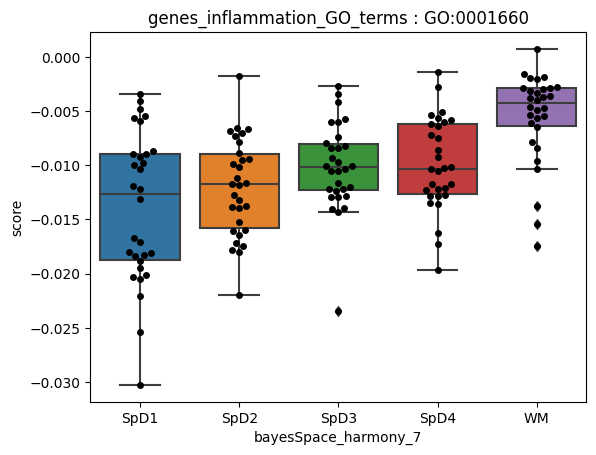 genes_inflammation_GO_terms : GO:0001660
0.000
−0.005
−0.010
−0.015
−0.020
−0.025
−0.030
score
SpD1 SpD2 SpD3 SpD4 WM
bayesSpace_harmony_7